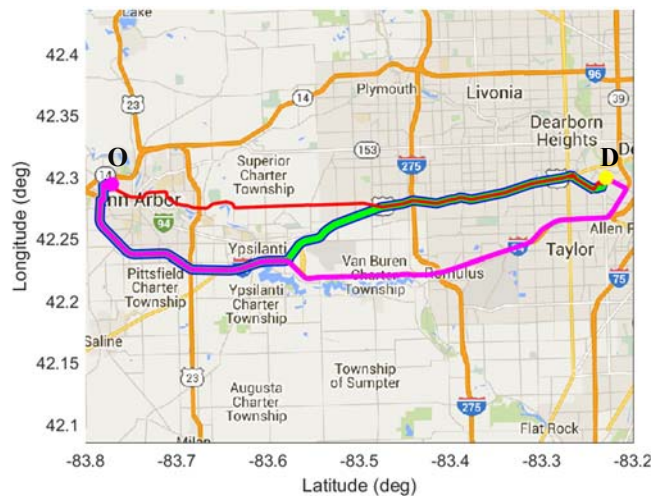 42.4
42.35
42.3
42.25
42.2
42.15
42.1
Longitude (deg)
Lake
23
14
96
Plymouth
Livonia
39
Dearborn
Heights
153
O
D
14
275
Superior
Charter
Township
nn Arbor
94
Ypsilanti
Van Buren
Charter
Township
Taylor
Allen P
Romulus
Pittsfield
Charter
Township
Ypsilanti
Charter
Township
75
Saline
Township
of Sumpter
23
Augusta
Charter
Township
275
Flat Rock
Milan
-83.8
-83.7
-83.6
-83.5
-83.4
-83.3
-83.2
Latitude (deg)